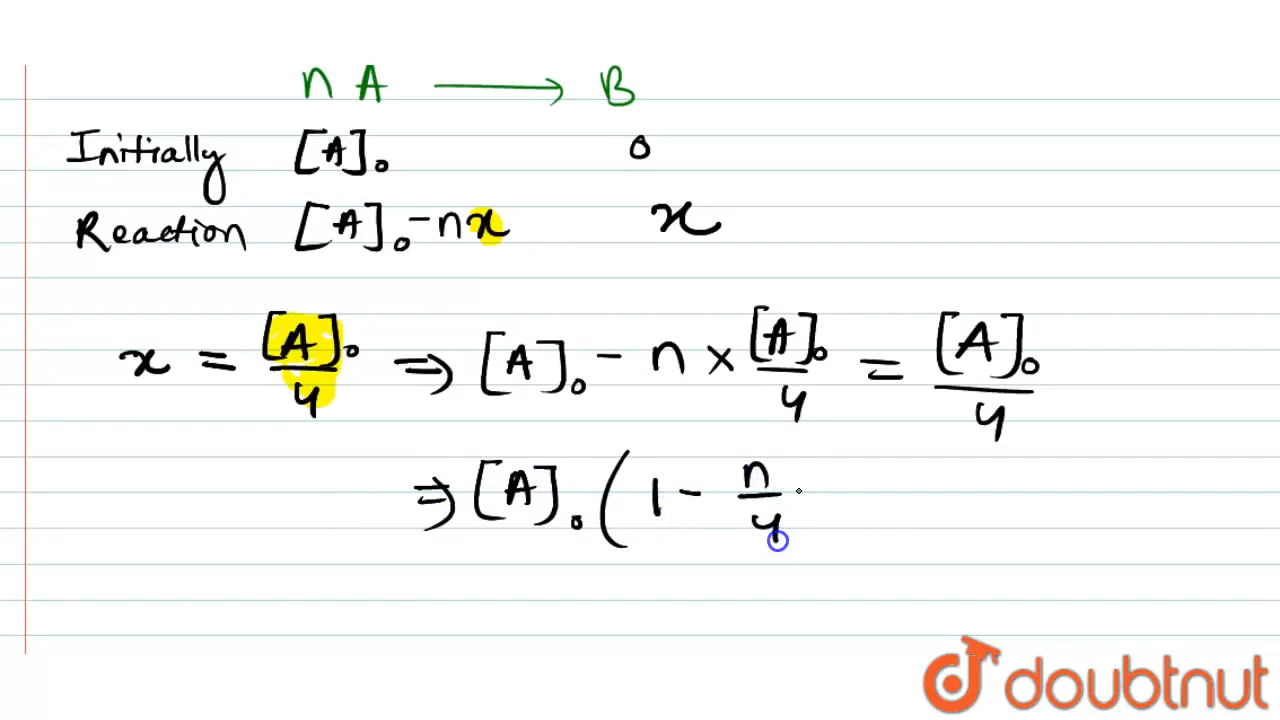 n A ⟶ B
Initially [A]₀ 0
Reaction [A]₀ - nx x
x = [A]₀/4 ⇒ [A]₀ - n × [A]₀/4 = [A]₀/4
⇒ [A]₀ (1 - n/4
doubtnut